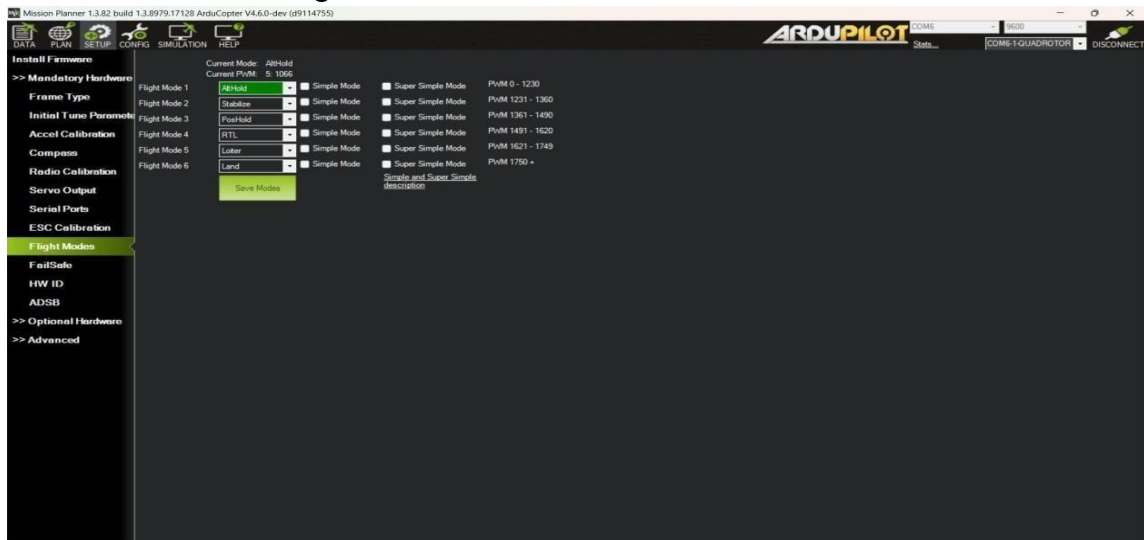 Mission Planner 1.3.82 build 1.3.8979.17128 ArduCopter V4.6.0-dev (d9114755)
DATA PLAN SETUP CONFIG SIMULATION HELP
ARDUPILOT
COM6 9600
Stats...
COM6-1-QUADROTOR
DISCONNECT
Install Firmware
>> Mandatory Hardware
Frame Type
Initial Tune Paramete
Accel Calibration
Compass
Radio Calibration
Servo Output
Serial Ports
ESC Calibration
Flight Modes
FailSafe
HW ID
ADSB
>> Optional Hardware
>> Advanced
Current Mode: AltHold
Current PWM: 5: 1066
Flight Mode 1 AltHold Simple Mode Super Simple Mode PWM 0 - 1230
Flight Mode 2 Stabilize Simple Mode Super Simple Mode PWM 1231 - 1360
Flight Mode 3 PosHold Simple Mode Super Simple Mode PWM 1361 - 1490
Flight Mode 4 RTL Simple Mode Super Simple Mode PWM 1491 - 1620
Flight Mode 5 Loiter Simple Mode Super Simple Mode PWM 1621 - 1749
Flight Mode 6 Land Simple Mode Super Simple Mode PWM 1750 +
Save Modes
Simple and Super Simple
description